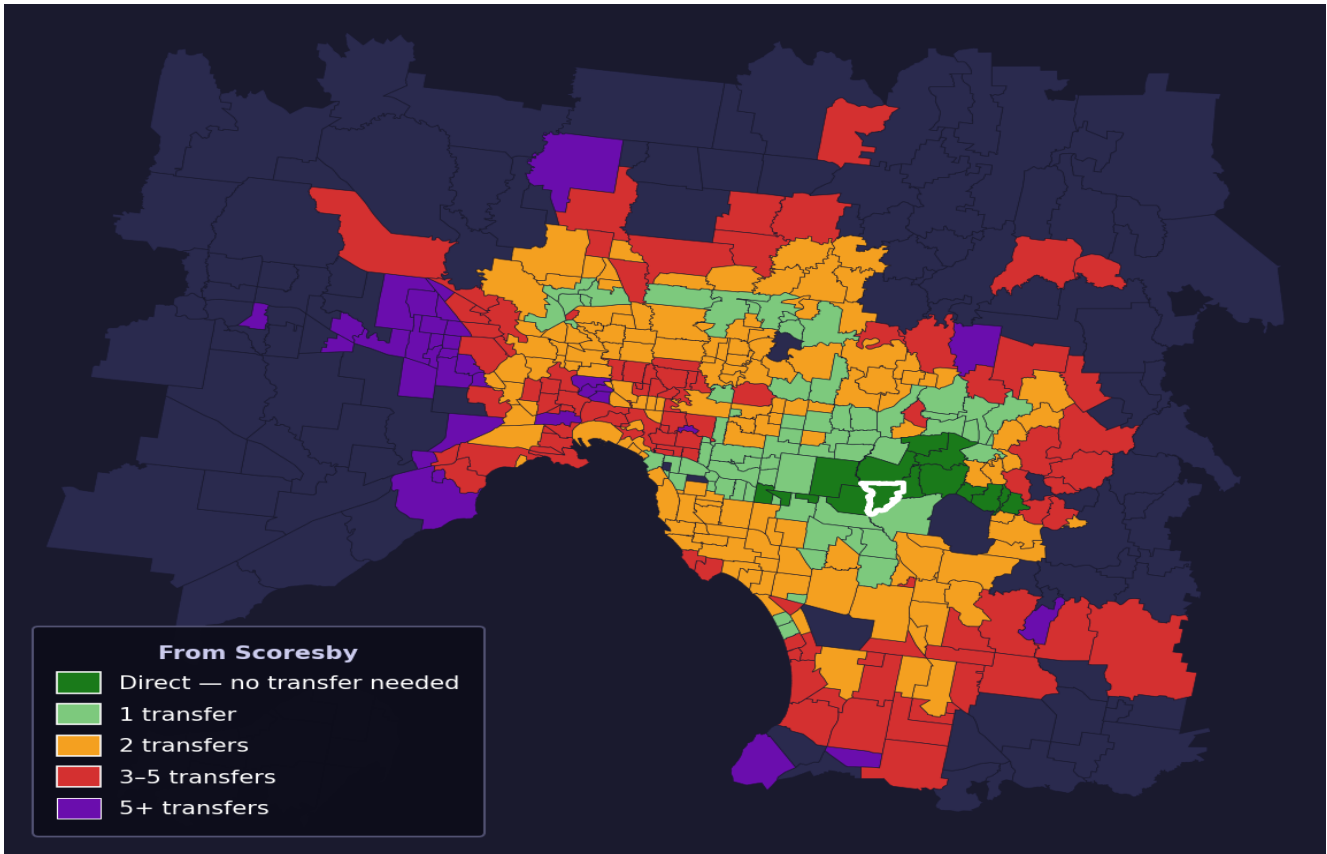 From Scoresby
Direct — no transfer needed
1 transfer
2 transfers
3–5 transfers
5+ transfers